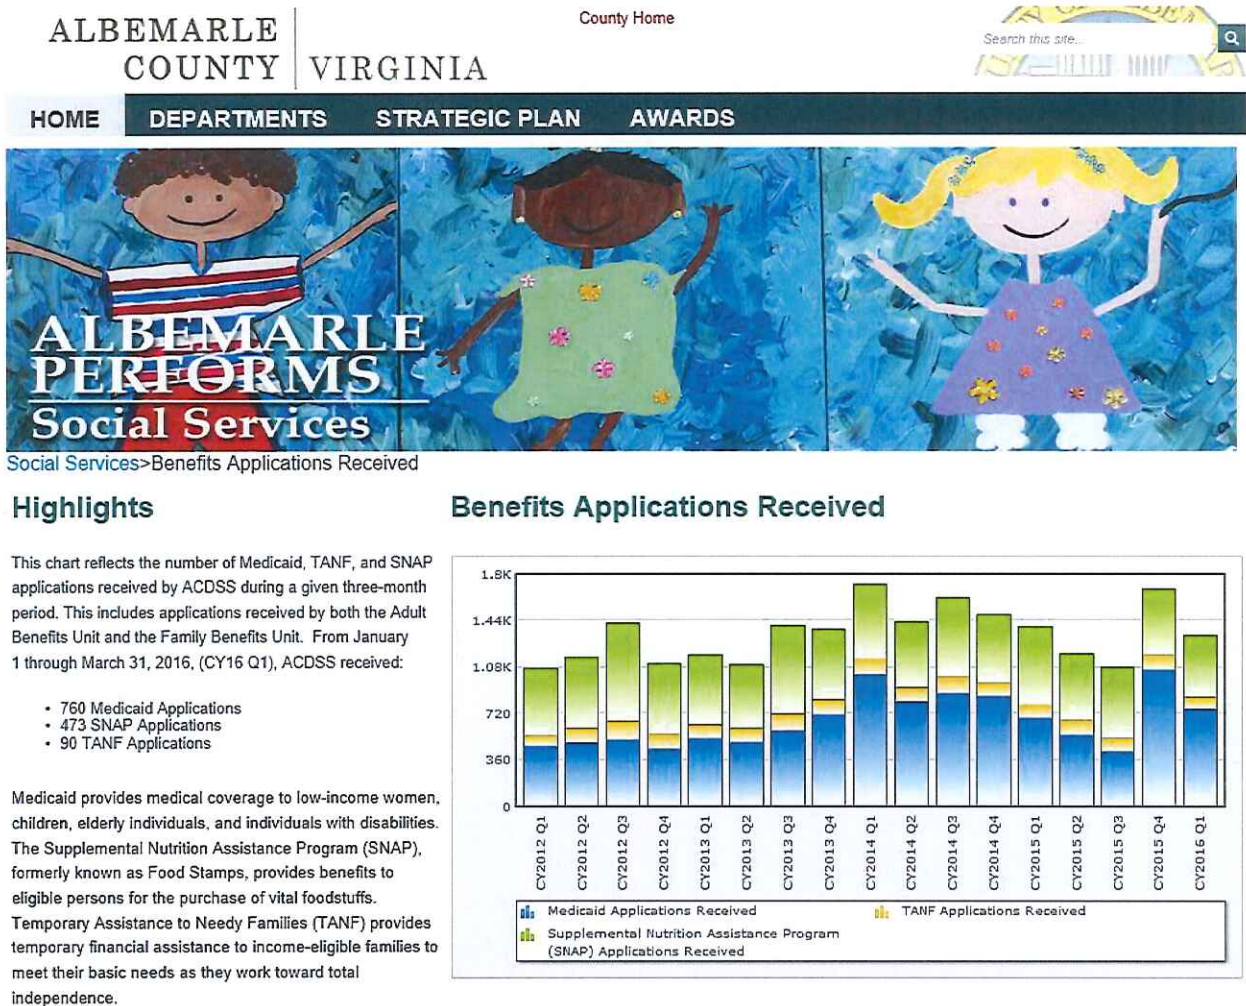 ALBEMARLE
COUNTY
VIRGINIA
County Home
Search this site...
HOME
DEPARTMENTS
STRATEGIC PLAN
AWARDS
ALBEMARLE
PERFORMS
Social Services
Social Services>Benefits Applications Received
Highlights
This chart reflects the number of Medicaid, TANF, and SNAP
applications received by ACDSS during a given three-month
period. This includes applications received by both the Adult
Benefits Unit and the Family Benefits Unit. From January
1 through March 31, 2016, (CY16 Q1), ACDSS received:
• 760 Medicaid Applications
• 473 SNAP Applications
• 90 TANF Applications
Medicaid provides medical coverage to low-income women,
children, elderly individuals, and individuals with disabilities.
The Supplemental Nutrition Assistance Program (SNAP),
formerly known as Food Stamps, provides benefits to
eligible persons for the purchase of vital foodstuffs.
Temporary Assistance to Needy Families (TANF) provides
temporary financial assistance to income-eligible families to
meet their basic needs as they work toward total
independence.
Benefits Applications Received
1.8K
1.44K
1.08K
720
360
0
CY2012 Q1
CY2012 Q2
CY2012 Q3
CY2012 Q4
CY2013 Q1
CY2013 Q2
CY2013 Q3
CY2013 Q4
CY2014 Q1
CY2014 Q2
CY2014 Q3
CY2014 Q4
CY2015 Q1
CY2015 Q2
CY2015 Q3
CY2015 Q4
CY2016 Q1
Medicaid Applications Received
TANF Applications Received
Supplemental Nutrition Assistance Program
(SNAP) Applications Received